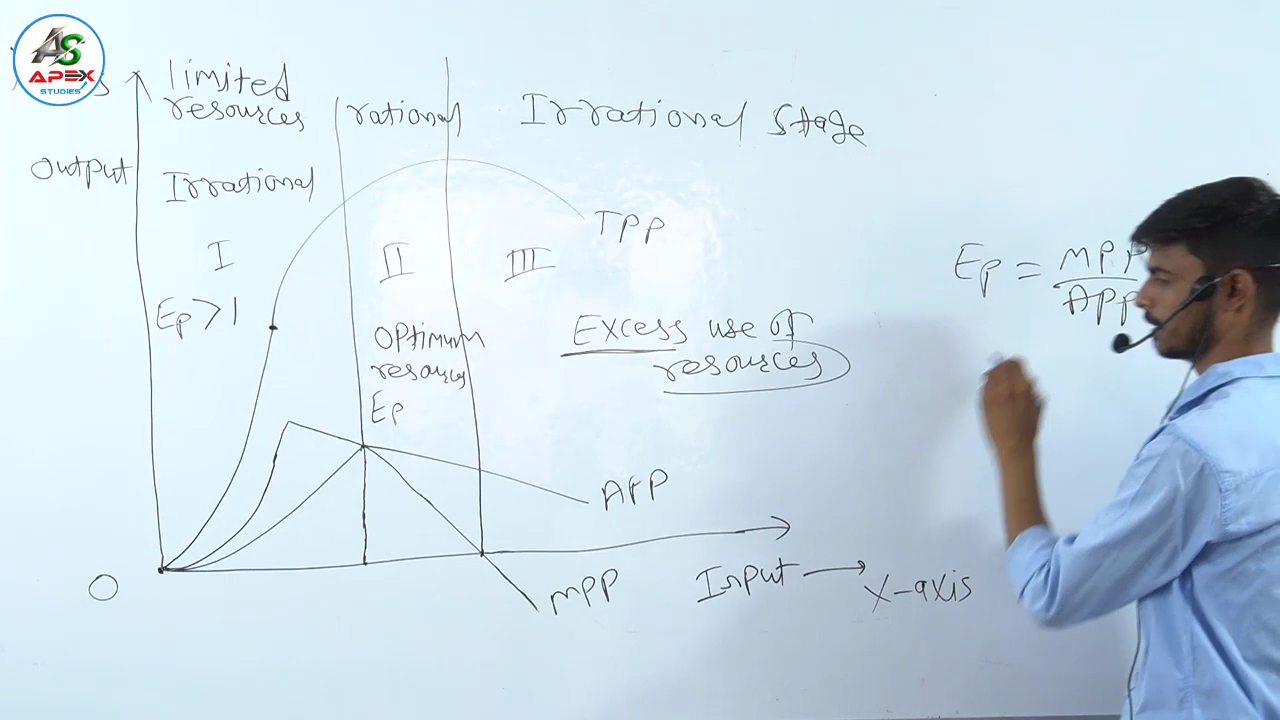 AS
APEX
STUDIES
limited
resources
rational
Irrational stage
Output
Irrational
I
II
III
TPP
Ep > 1
Optimum
resources
Ep
Excess use of
resources
Ep = MPP
APP
APP
MPP
Input → X-axis
O